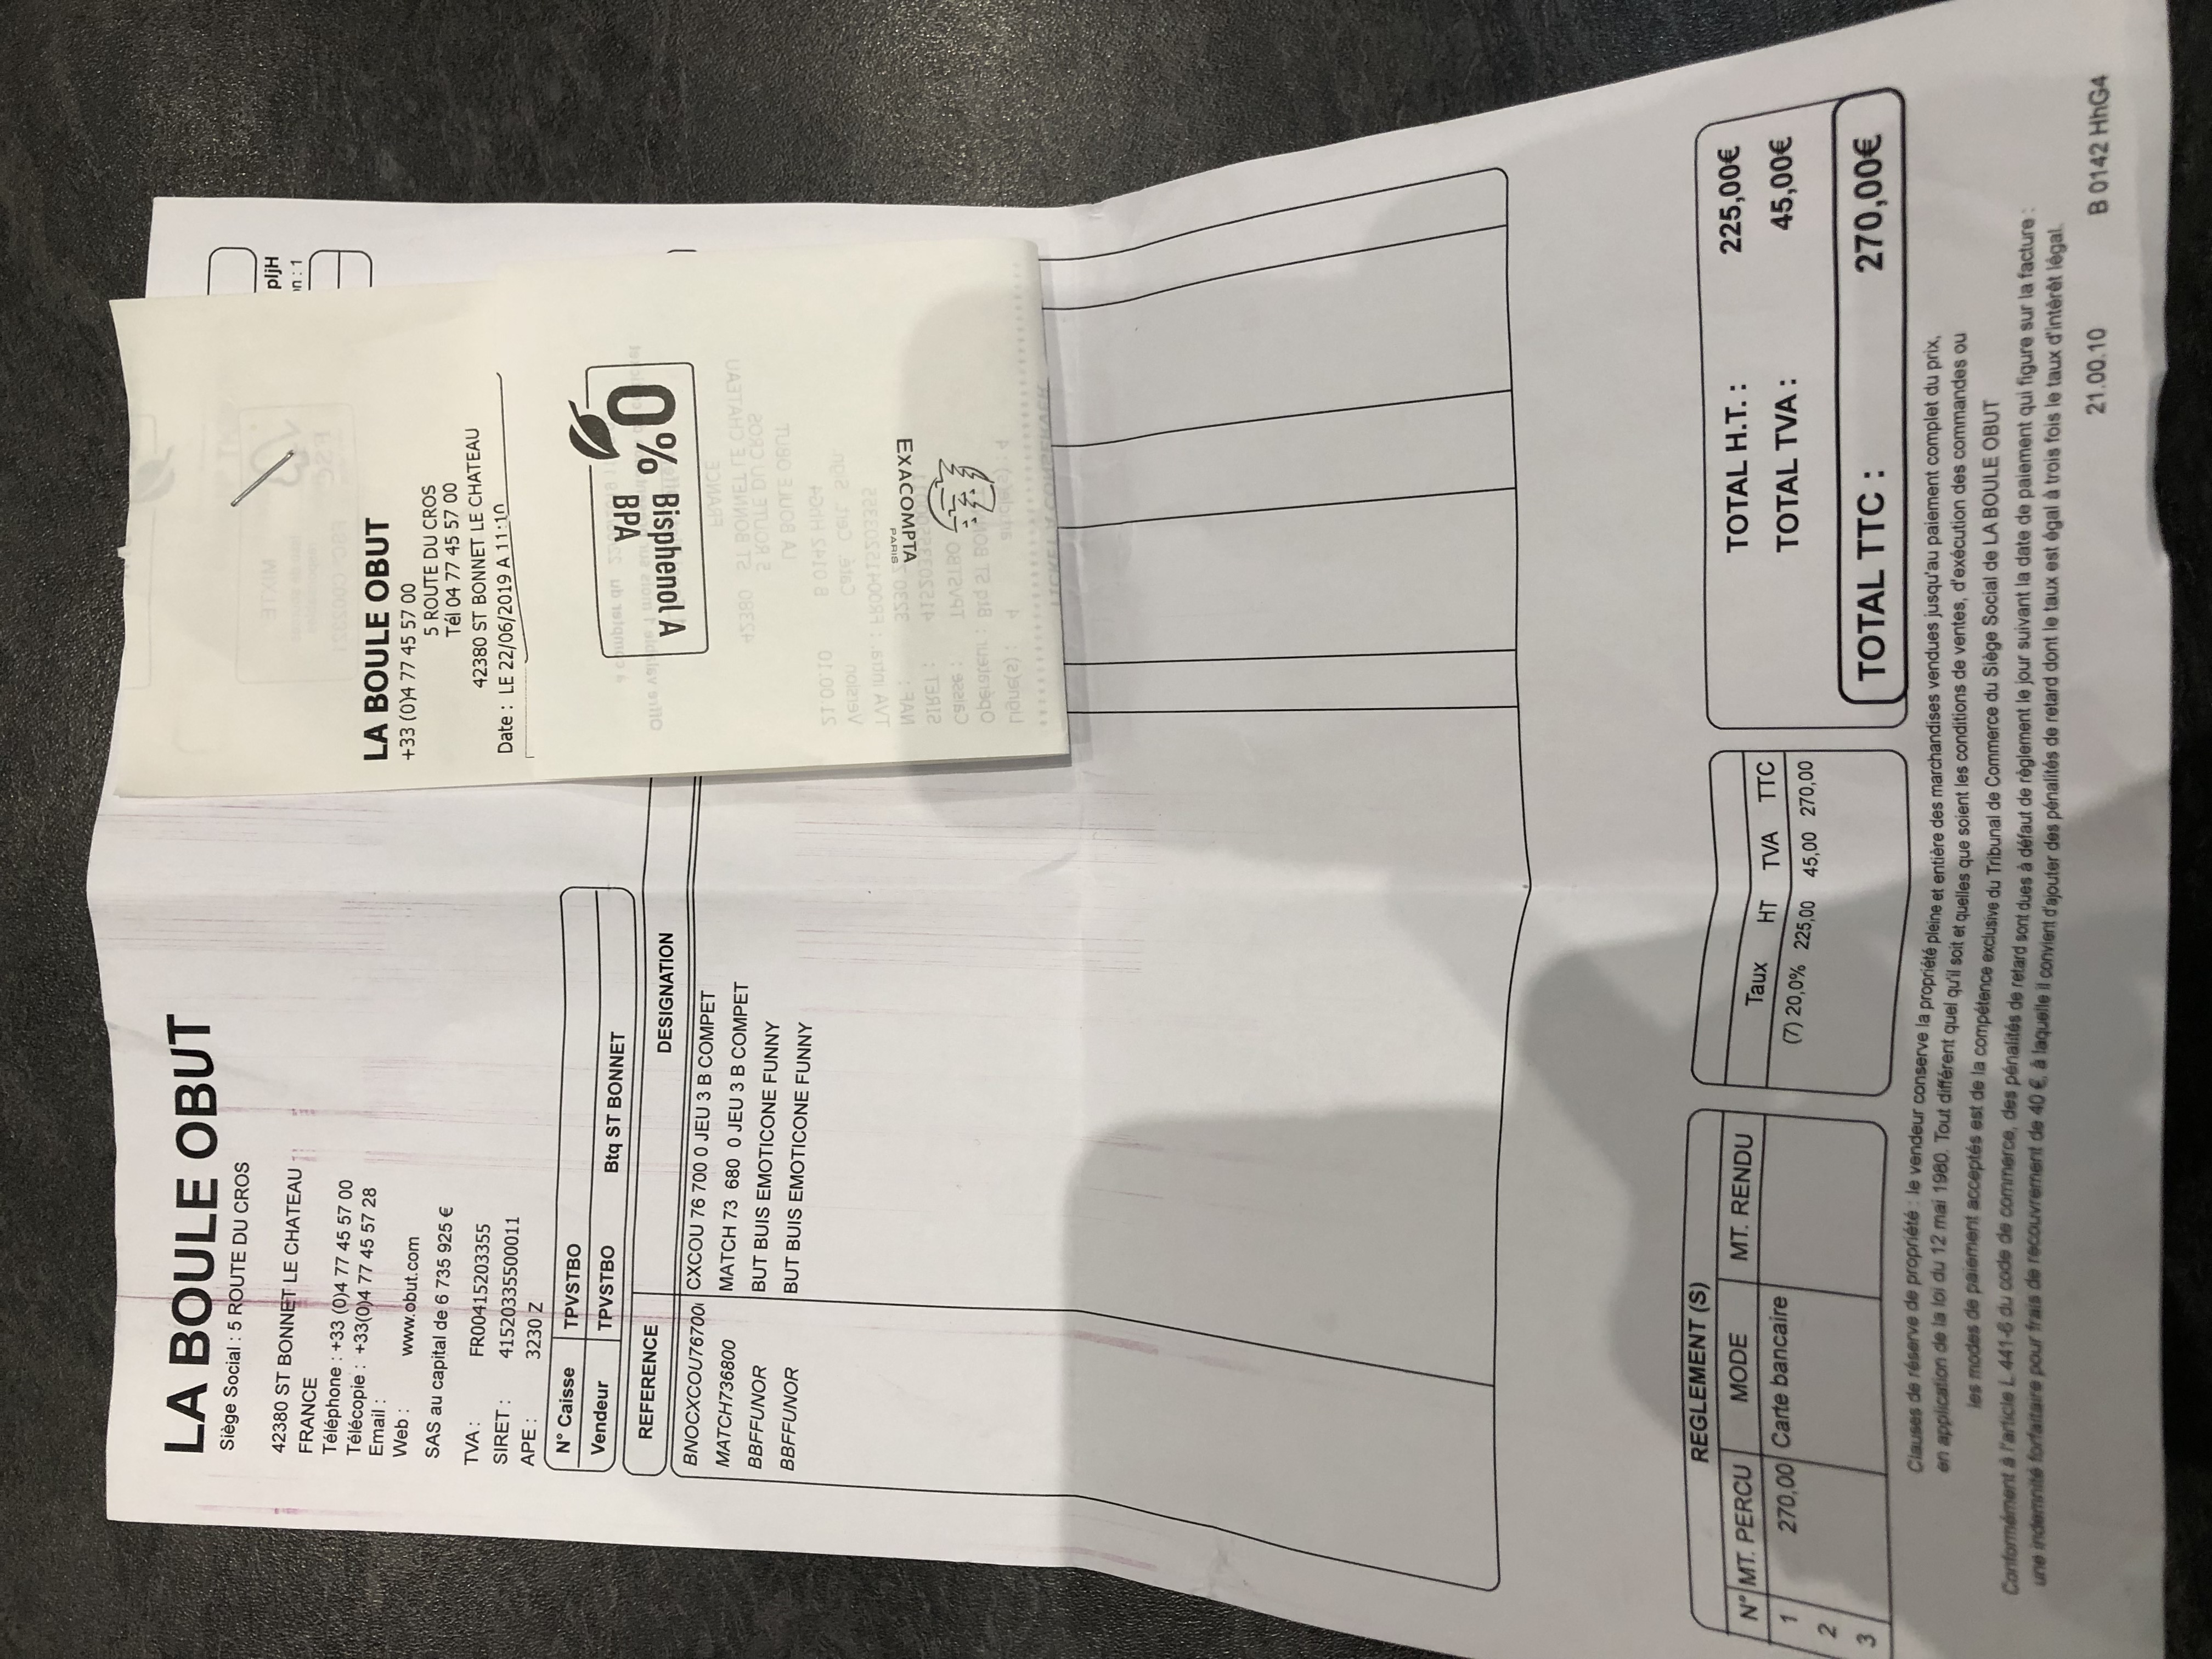 LA BOULE OBUT
Siège Social : 5 ROUTE DU CROS
42380 ST BONNET LE CHATEAU
FRANCE
Téléphone : +33 (0)4 77 45 57 00
Télécopie : +33(0)4 77 45 57 28
Email :
Web : www.obut.com
SAS au capital de 6 735 925 €
TVA : FR00415203355
SIRET : 41520335500011
APE : 3230 Z
N° Caisse TPVSTBO
Vendeur TPVSTBO Btq ST BONNET
pljH
n : 1
LA BOULE OBUT
+33 (0)4 77 45 57 00
5 ROUTE DU CROS
Tél 04 77 45 57 00
42380 ST BONNET LE CHATEAU
Date : LE 22/06/2019 A 11:10
0% Bisphenol A
BPA
EXACOMPTA
PARIS
REFERENCE DESIGNATION
BNOCXCOU76700 CXCOU 76 700 0 JEU 3 B COMPET
MATCH736800 MATCH 73 680 0 JEU 3 B COMPET
BBFFUNOR BUT BUIS EMOTICONE FUNNY
BBFFUNOR BUT BUIS EMOTICONE FUNNY
REGLEMENT (S)
N° MT. PERCU MODE MT. RENDU
1 270,00 Carte bancaire
2
3
Taux HT TVA TTC
(7) 20,0% 225,00 45,00 270,00
TOTAL H.T. : 225,00€
TOTAL TVA : 45,00€
TOTAL TTC : 270,00€
Clauses de réserve de propriété : le vendeur conserve la propriété pleine et entière des marchandises vendues jusqu'au paiement complet du prix,
en application de la loi du 12 mai 1980. Tout différent quel qu'il soit et quelles que soient les conditions de ventes, d'exécution des commandes ou
les modes de paiement acceptés est de la compétence exclusive du Tribunal de Commerce du Siège Social de LA BOULE OBUT
Conformément à l'article L 441-6 du code de commerce, des pénalités de retard sont dues à défaut de règlement le jour suivant la date de paiement qui figure sur la facture :
une indemnité forfaitaire pour frais de recouvrement de 40 €, à laquelle il convient d'ajouter des pénalités de retard dont le taux est égal à trois fois le taux d'intérêt légal.
21.00.10 B 0142 HhG4